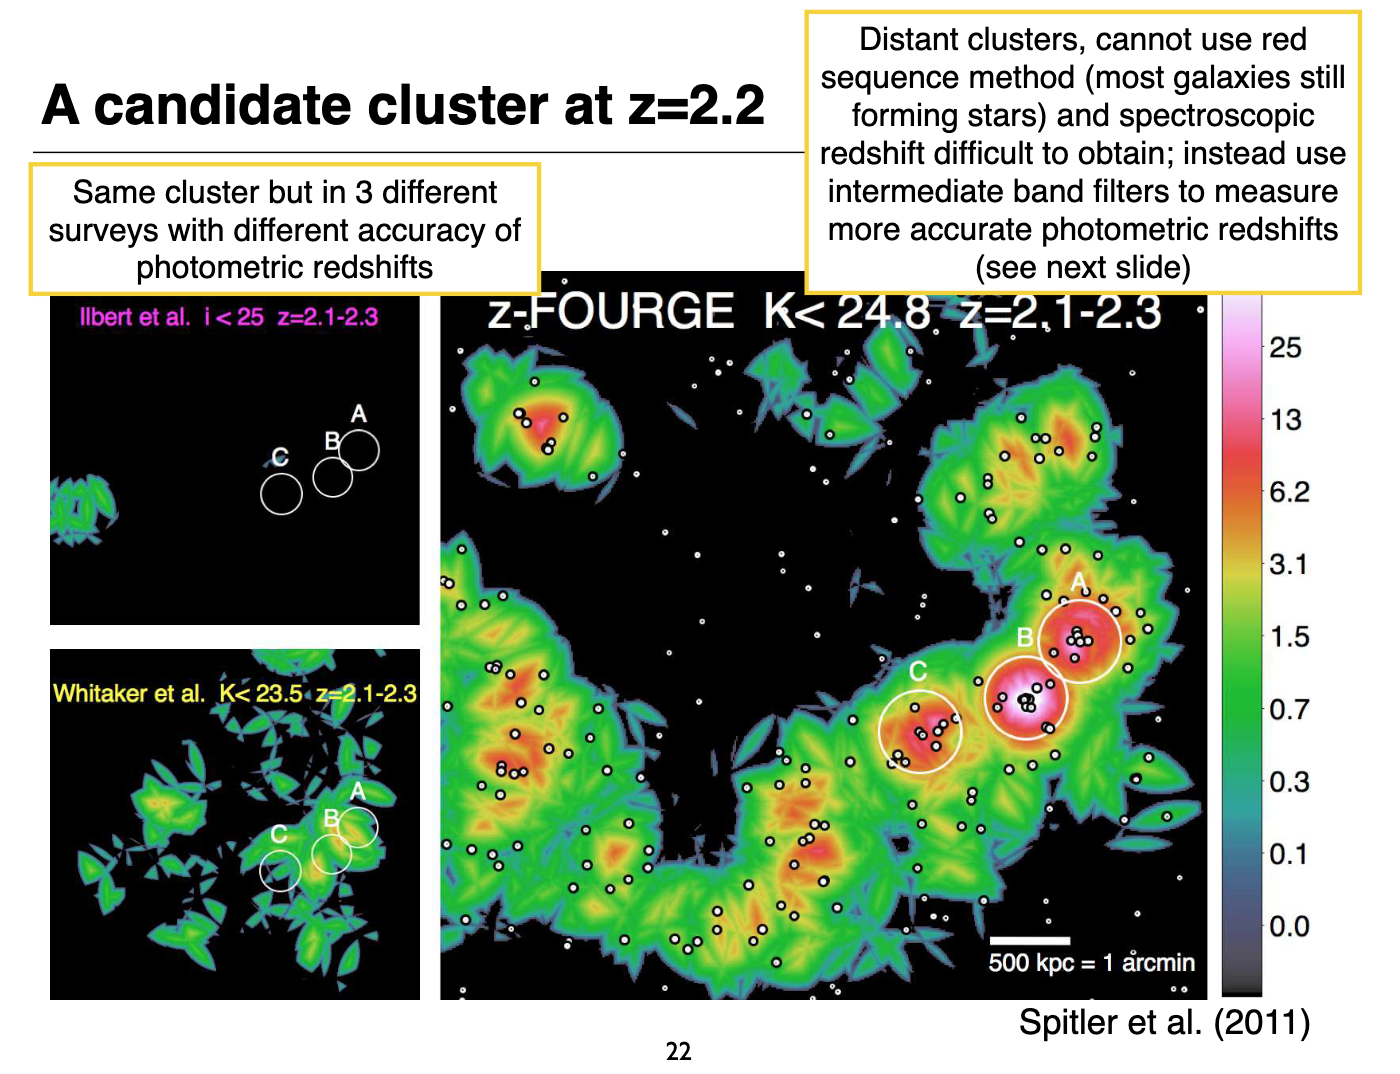 A candidate cluster at z=2.2
Distant clusters, cannot use red
sequence method (most galaxies still
forming stars) and spectroscopic
redshift difficult to obtain; instead use
intermediate band filters to measure
more accurate photometric redshifts
(see next slide)
Same cluster but in 3 different
surveys with different accuracy of
photometric redshifts
Ilbert et al. i < 25 z=2.1-2.3
A
B
C
Whitaker et al. K< 23.5 z=2.1-2.3
A
B
C
z-FOURGE K< 24.8 z=2.1-2.3
A
B
C
500 kpc = 1 arcmin
25
13
6.2
3.1
1.5
0.7
0.3
0.1
0.0
Spitler et al. (2011)
22